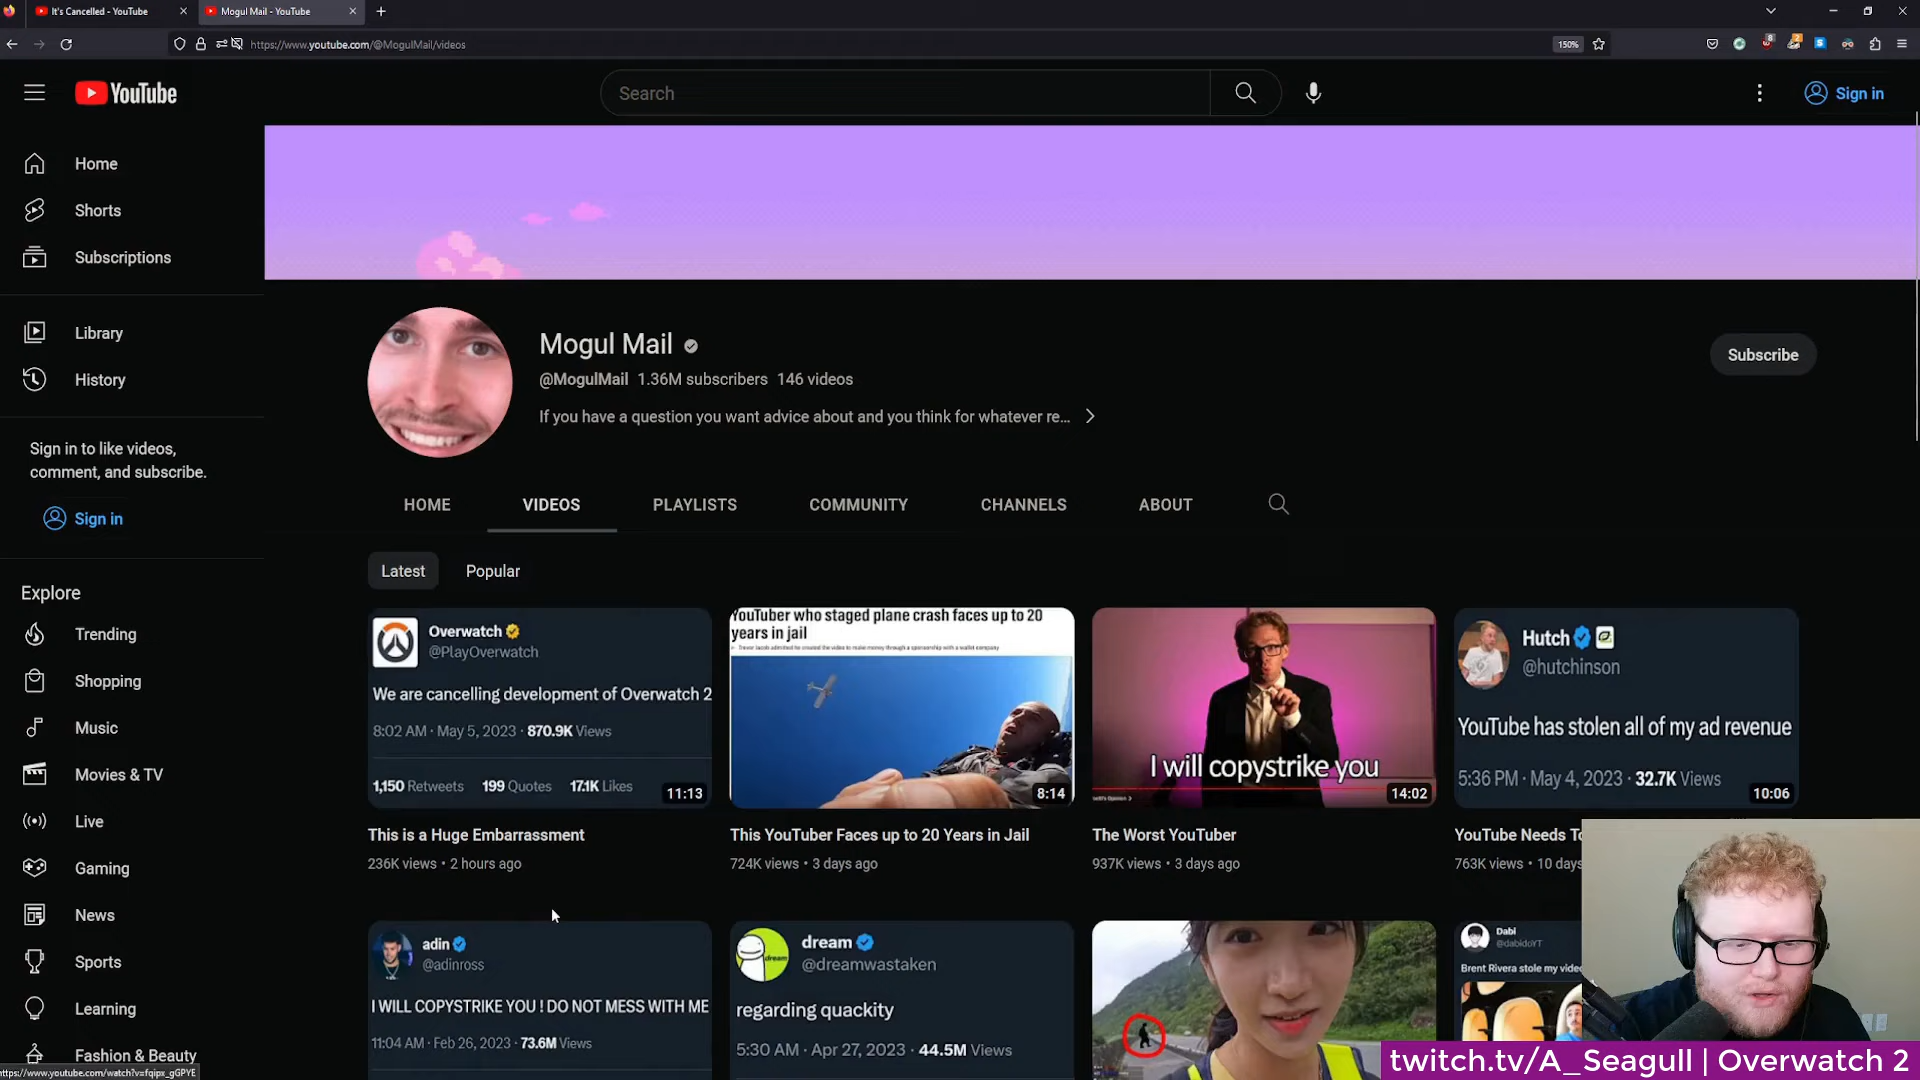 It's Cancelled - YouTube
Mogul Mail - YouTube
https://www.youtube.com/@MogulMail/videos
150%
YouTube
Search
Sign in
Home
Shorts
Subscriptions
Library
History
Sign in to like videos,
comment, and subscribe.
Sign in
Explore
Trending
Shopping
Music
Movies & TV
Live
Gaming
News
Sports
Learning
Fashion & Beauty
https://www.youtube.com/watch?v=fqipx_gGPYE
Mogul Mail
@MogulMail 1.36M subscribers 146 videos
If you have a question you want advice about and you think for whatever re...
Subscribe
HOME
VIDEOS
PLAYLISTS
COMMUNITY
CHANNELS
ABOUT
Latest
Popular
Overwatch
@PlayOverwatch
We are cancelling development of Overwatch 2
8:02 AM · May 5, 2023 · 870.9K Views
1,150 Retweets 199 Quotes 17.1K Likes
11:13
This is a Huge Embarrassment
236K views • 2 hours ago
YouTuber who staged plane crash faces up to 20
years in jail
8:14
This YouTuber Faces up to 20 Years in Jail
724K views • 3 days ago
I will copystrike you
14:02
The Worst YouTuber
937K views • 3 days ago
Hutch
@hutchinson
YouTube has stolen all of my ad revenue
5:36 PM · May 4, 2023 · 32.7K Views
10:06
YouTube Needs To
763K views • 10 days
adin
@adinross
I WILL COPYSTRIKE YOU ! DO NOT MESS WITH ME
11:04 AM · Feb 26, 2023 · 73.6M Views
dream
@dreamwastaken
regarding quackity
5:30 AM · Apr 27, 2023 · 44.5M Views
Dabi
@dabidoYT
Brent Rivera stole my video
twitch.tv/A_Seagull | Overwatch 2